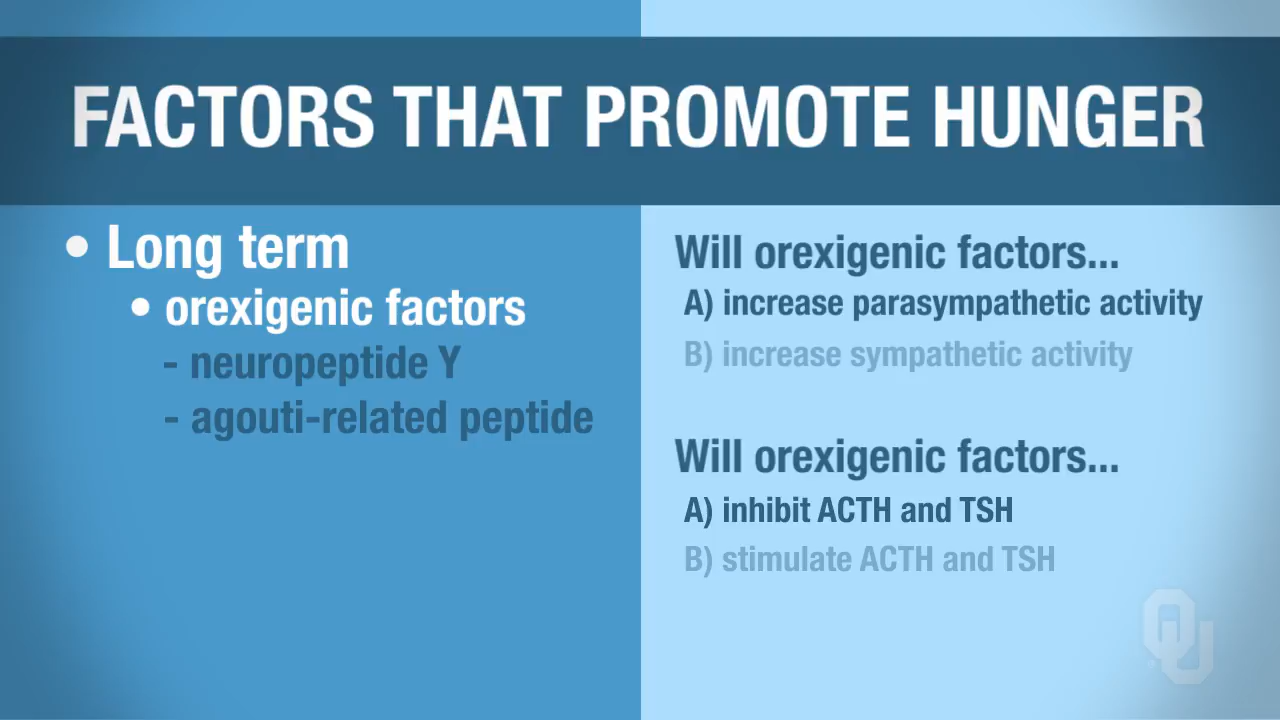 FACTORS THAT PROMOTE HUNGER
• Long term
• orexigenic factors
- neuropeptide Y
- agouti-related peptide
Will orexigenic factors...
A) increase parasympathetic activity
B) increase sympathetic activity
Will orexigenic factors...
A) inhibit ACTH and TSH
B) stimulate ACTH and TSH
OU